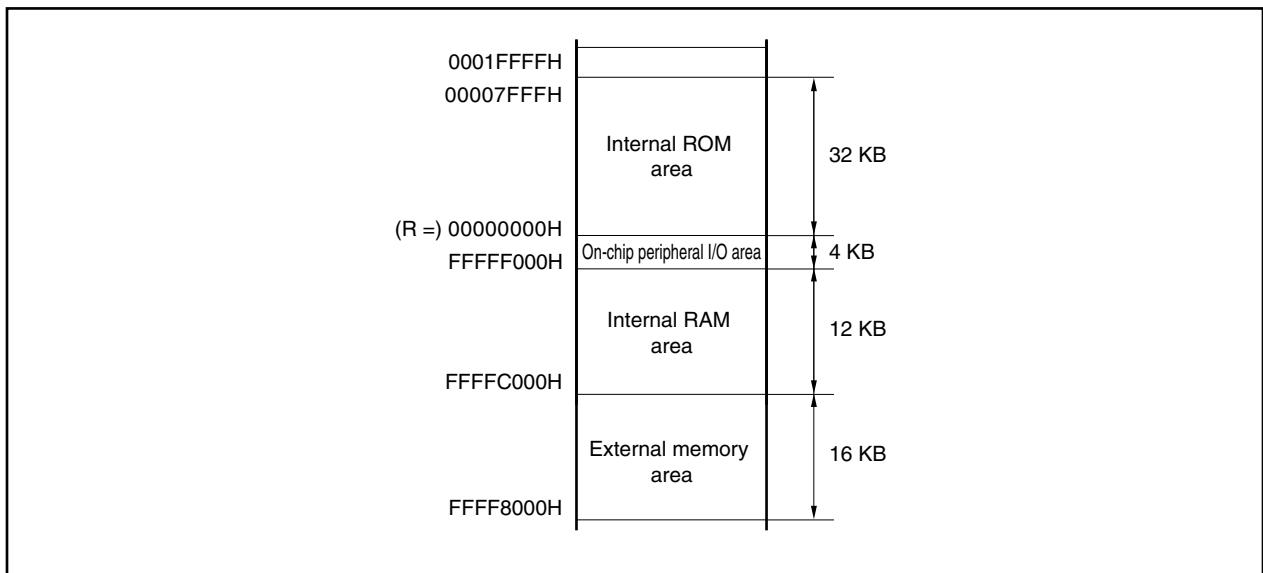 0001FFFFH
00007FFFH
Internal ROM
area
32 KB
(R =) 00000000H
On-chip peripheral I/O area
4 KB
FFFFF000H
Internal RAM
area
12 KB
FFFFC000H
External memory
area
16 KB
FFFF8000H